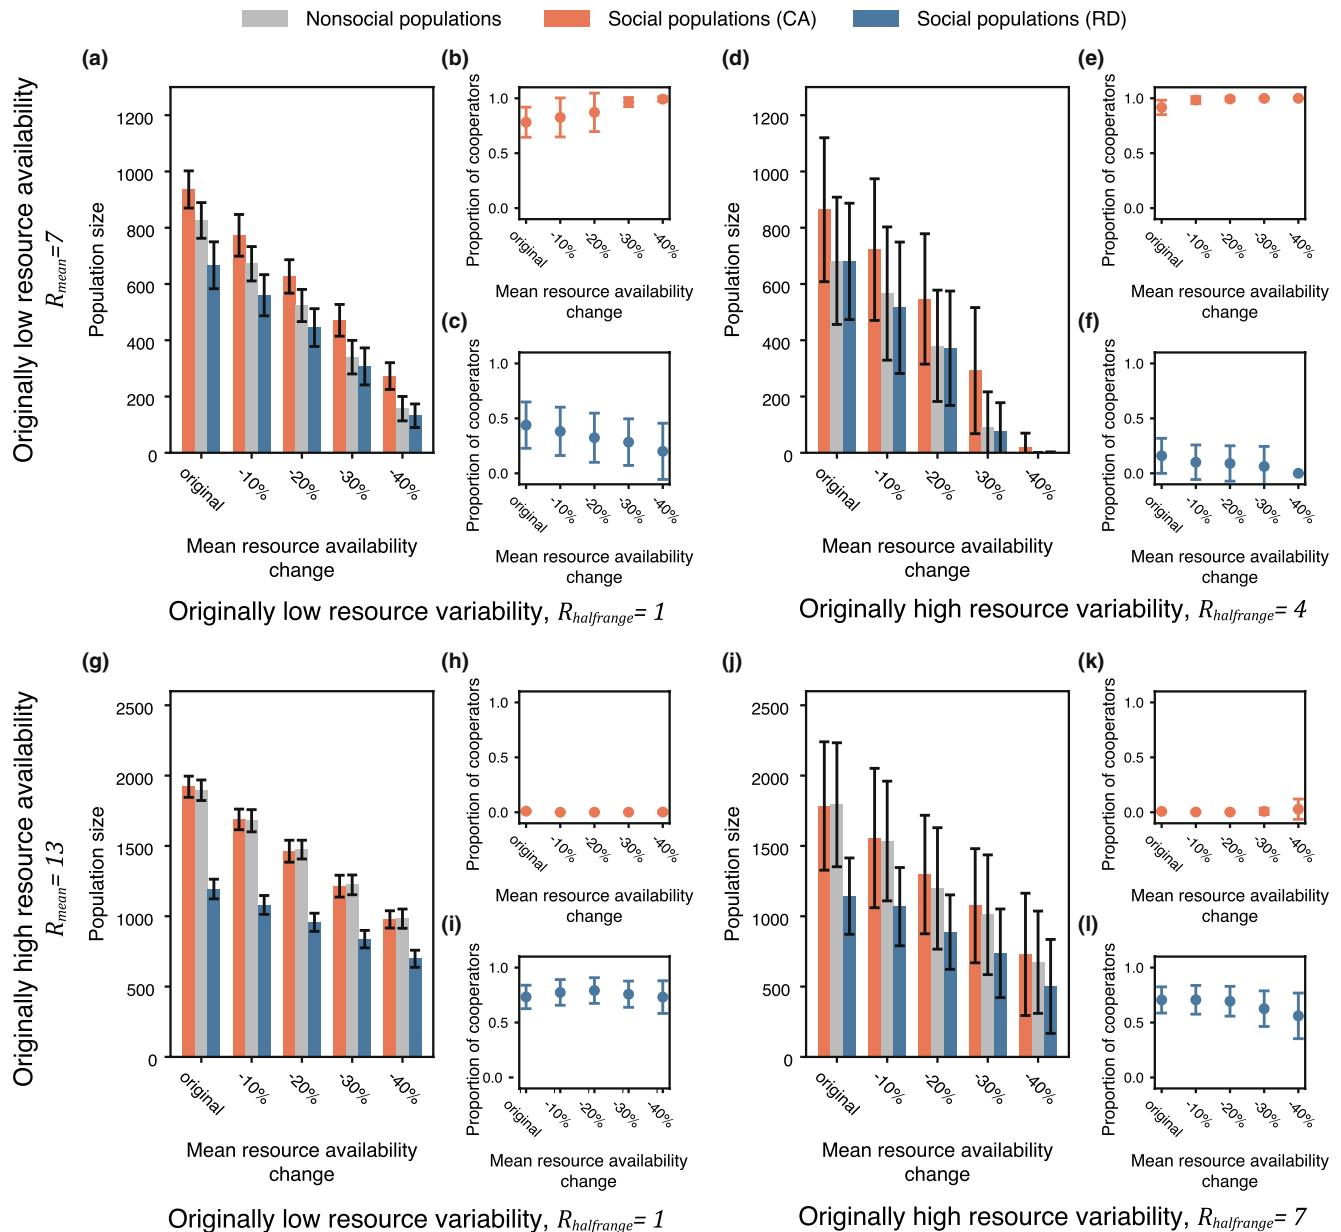 Nonsocial populations
Social populations (CA)
Social populations (RD)
Originally low resource availability
R_mean=7
(a)
Population size
1200
1000
800
600
400
200
0
original
-10%
-20%
-30%
-40%
Mean resource availability
change
(b)
Proportion of cooperators
1.0
0.5
0.0
original
-10%
-20%
-30%
-40%
Mean resource availability
change
(c)
Proportion of cooperators
1.0
0.5
0.0
original
-10%
-20%
-30%
-40%
Mean resource availability
change
Originally low resource variability, R_halfrange= 1
(d)
Population size
1200
1000
800
600
400
200
0
original
-10%
-20%
-30%
-40%
Mean resource availability
change
(e)
Proportion of cooperators
1.0
0.5
0.0
original
-10%
-20%
-30%
-40%
Mean resource availability
change
(f)
Proportion of cooperators
1.0
0.5
0.0
original
-10%
-20%
-30%
-40%
Mean resource availability
change
Originally high resource variability, R_halfrange= 4
Originally high resource availability
R_mean= 13
(g)
Population size
2500
2000
1500
1000
500
0
original
-10%
-20%
-30%
-40%
Mean resource availability
change
(h)
Proportion of cooperators
1.0
0.5
0.0
original
-10%
-20%
-30%
-40%
Mean resource availability
change
(i)
Proportion of cooperators
1.0
0.5
0.0
original
-10%
-20%
-30%
-40%
Mean resource availability
change
Originally low resource variability, R_halfrange= 1
(j)
Population size
2500
2000
1500
1000
500
0
original
-10%
-20%
-30%
-40%
Mean resource availability
change
(k)
Proportion of cooperators
1.0
0.5
0.0
original
-10%
-20%
-30%
-40%
Mean resource availability
change
(l)
Proportion of cooperators
1.0
0.5
0.0
original
-10%
-20%
-30%
-40%
Mean resource availability
change
Originally high resource variability, R_halfrange= 7